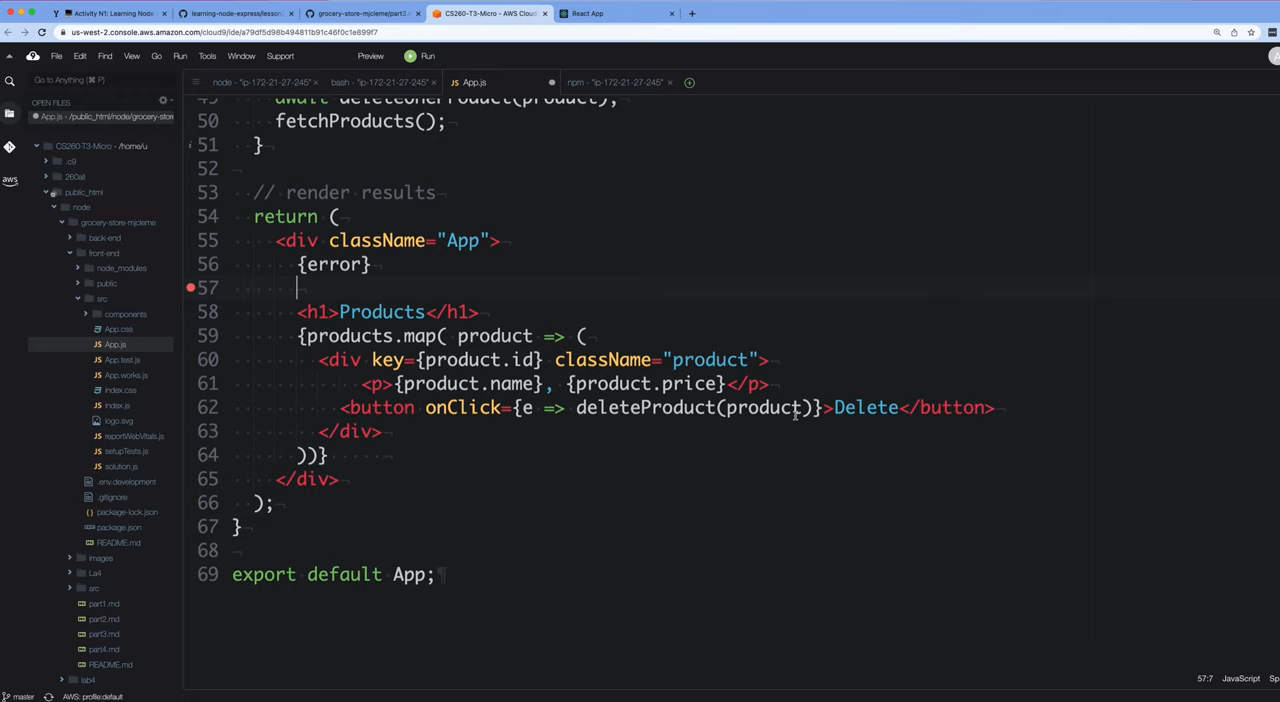 Activity N1: Learning Node
learning-node-express/lesson
grocery-store-mjcleme/part3
CS260-T3-Micro - AWS Cloud
React App
us-west-2.console.aws.amazon.com/cloud9/ide/a79df5d98b494811b91c46f0c1e899f7
File Edit Find View Go Run Tools Window Support Preview Run
Go to Anything (⌘ P)
node - "ip-172-21-27-245"
bash - "ip-172-21-27-245"
App.js
npm - "ip-172-21-27-245"
OPEN FILES
App.js - /public_html/node/grocery-store
CS260-T3-Micro - /home/u
.c9
260all
public_html
node
grocery-store-mjcleme
back-end
front-end
node_modules
public
src
components
App.css
App.js
App.test.js
App.works.js
index.css
index.js
logo.svg
reportWebVitals.js
setupTests.js
solution.js
.env.development
.gitignore
package-lock.json
package.json
README.md
images
La4
src
part1.md
part2.md
part3.md
part4.md
README.md
lab4
49 await deleteOneProduct(product);
50 fetchProducts();
51 }
52
53 // render results
54 return (
55 <div className="App">
56 {error}
57
58 <h1>Products</h1>
59 {products.map( product => (
60 <div key={product.id} className="product">
61 <p>{product.name}, {product.price}</p>
62 <button onClick={e => deleteProduct(product)}>Delete</button>
63 </div>
64 ))}
65 </div>
66 );
67 }
68
69 export default App;
57:7 JavaScript Sp
master AWS: profile:default
aws